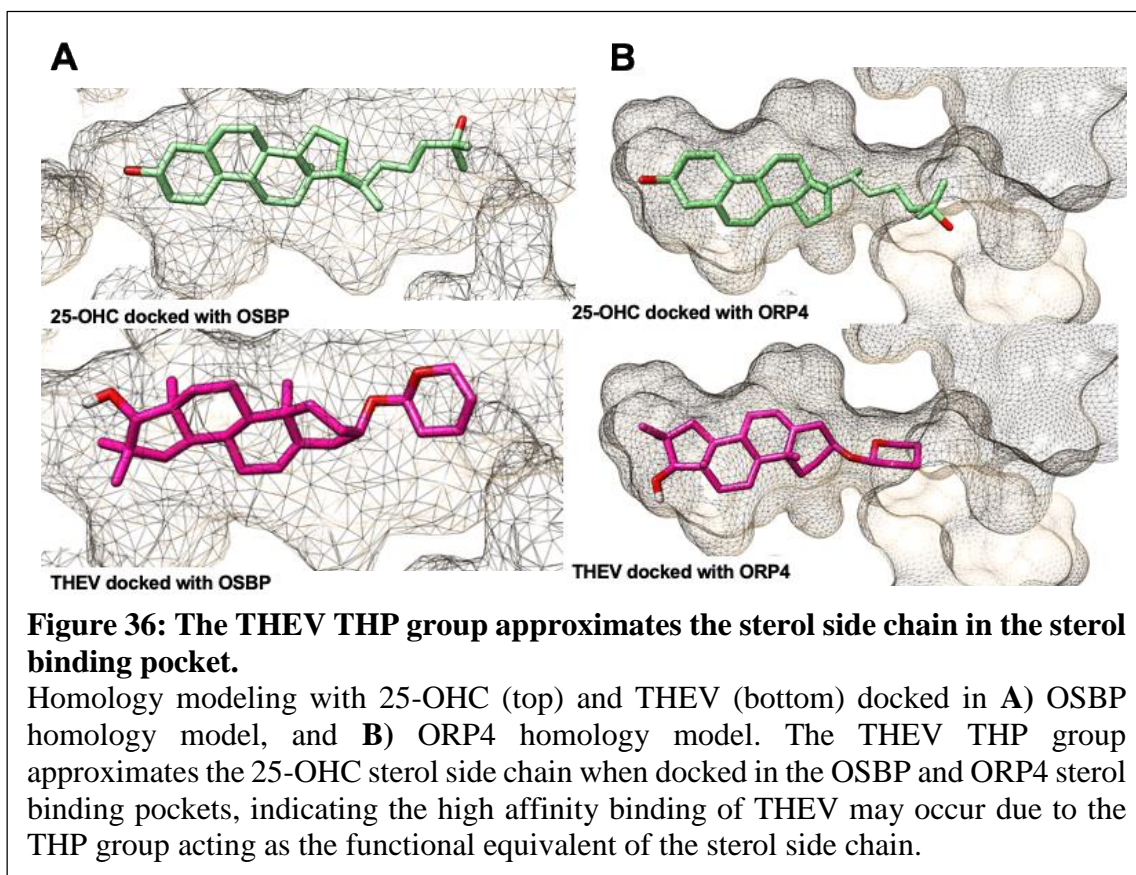 A
B
25-OHC docked with OSBP
25-OHC docked with ORP4
THEV docked with OSBP
THEV docked with ORP4
Figure 36: The THEV THP group approximates the sterol side chain in the sterol
binding pocket.
Homology modeling with 25-OHC (top) and THEV (bottom) docked in A) OSBP
homology model, and B) ORP4 homology model. The THEV THP group
approximates the 25-OHC sterol side chain when docked in the OSBP and ORP4 sterol
binding pockets, indicating the high affinity binding of THEV may occur due to the
THP group acting as the functional equivalent of the sterol side chain.